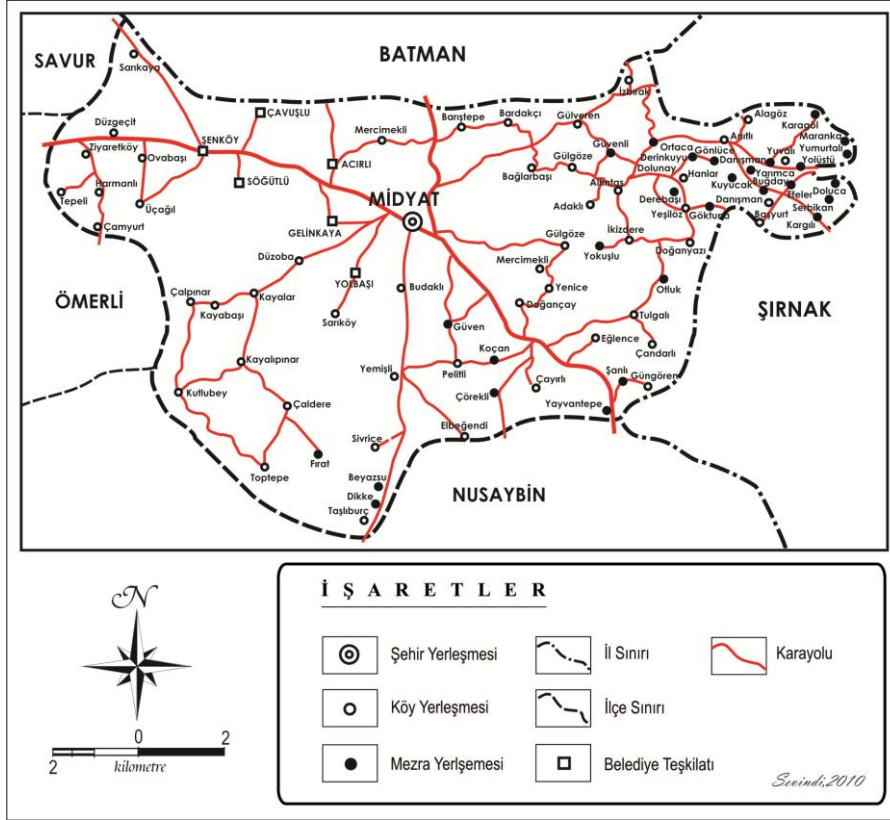 BATMAN
SAVUR
Sarıkaya
İzbırak
ÇAVUŞLU
Alagöz
Karagöl
Düzgeçit
Barıstepe
Bardakçı
Gülveren
Anıtlı
Maranka
Mercimekli
ŞENKÖY
Ziyaretköy
Ovabaşı
Güvenli
Ortaca
Gönlüce
Derinkuyu
Danışman
Yuvalı
Yumurtalı
Yolüstü
ACIRLI
Gülgöze
Dolunay
Hanlar
Yarımca
Bağlarbaşı
SÖĞÜTLÜ
Altıntaş
Kuyucak
Buğday
Efeler
Doluca
Tepeli
Harmanlı
MİDYAT
Adaklı
Derebaşı
Danışman
Serbikan
Üçağıl
Yeşilöz
Göktuna
Başyurt
Kargılı
Çamyurt
GELİNKAYA
Gülgöze
İkizdere
Yokuşlu
Doğanyazı
Düzoba
Mercimekli
YOLBAŞI
ÖMERLİ
Çalpınar
Kayalar
Budaklı
Yenice
Otluk
Kayabaşı
Doğançay
ŞIRNAK
Sarıköy
Güven
Tulgalı
Koçan
Eğlence
Çandarlı
Kayalıpınar
Yemişli
Pelitli
Şanlı
Güngören
Kutlubey
Çayırlı
Çaldere
Çörekli
Yayvantepe
Elbeğendi
Sivrice
Toptepe
Fırat
Beyazsu
NUSAYBİN
Dikke
Taşlıburç
İŞARETLER
N
Şehir Yerleşmesi
İl Sınırı
Karayolu
Köy Yerleşmesi
İlçe Sınırı
Mezra Yerlşemesi
Belediye Teşkilatı
0 2
2 kilometre
Sevindi,2010